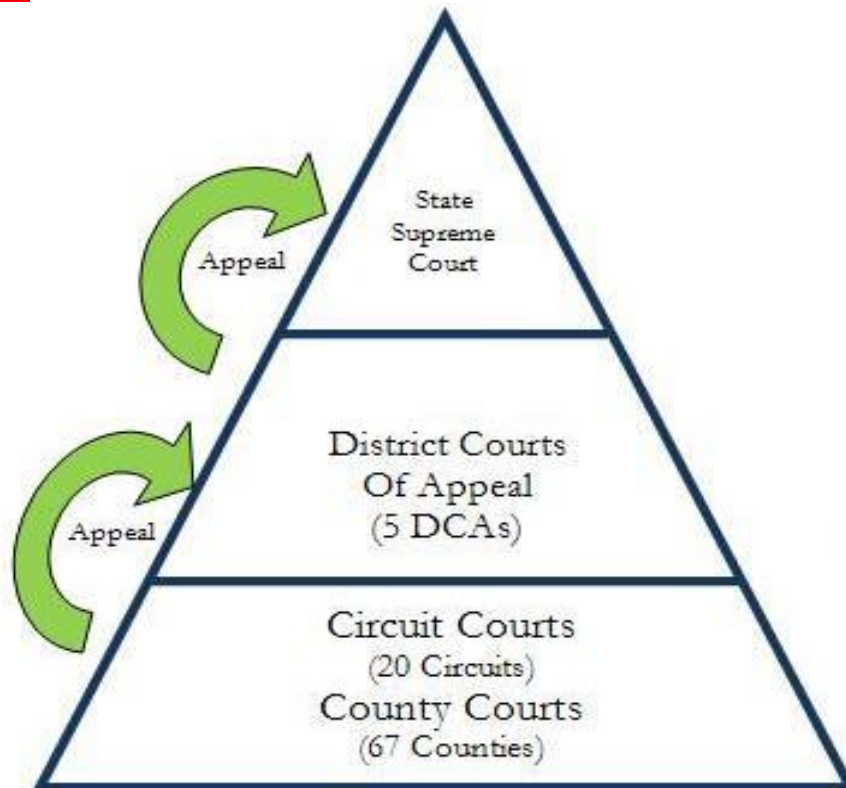 State
Supreme
Court
Appeal
District Courts
Of Appeal
(5 DCAs)
Appeal
Circuit Courts
(20 Circuits)
County Courts
(67 Counties)